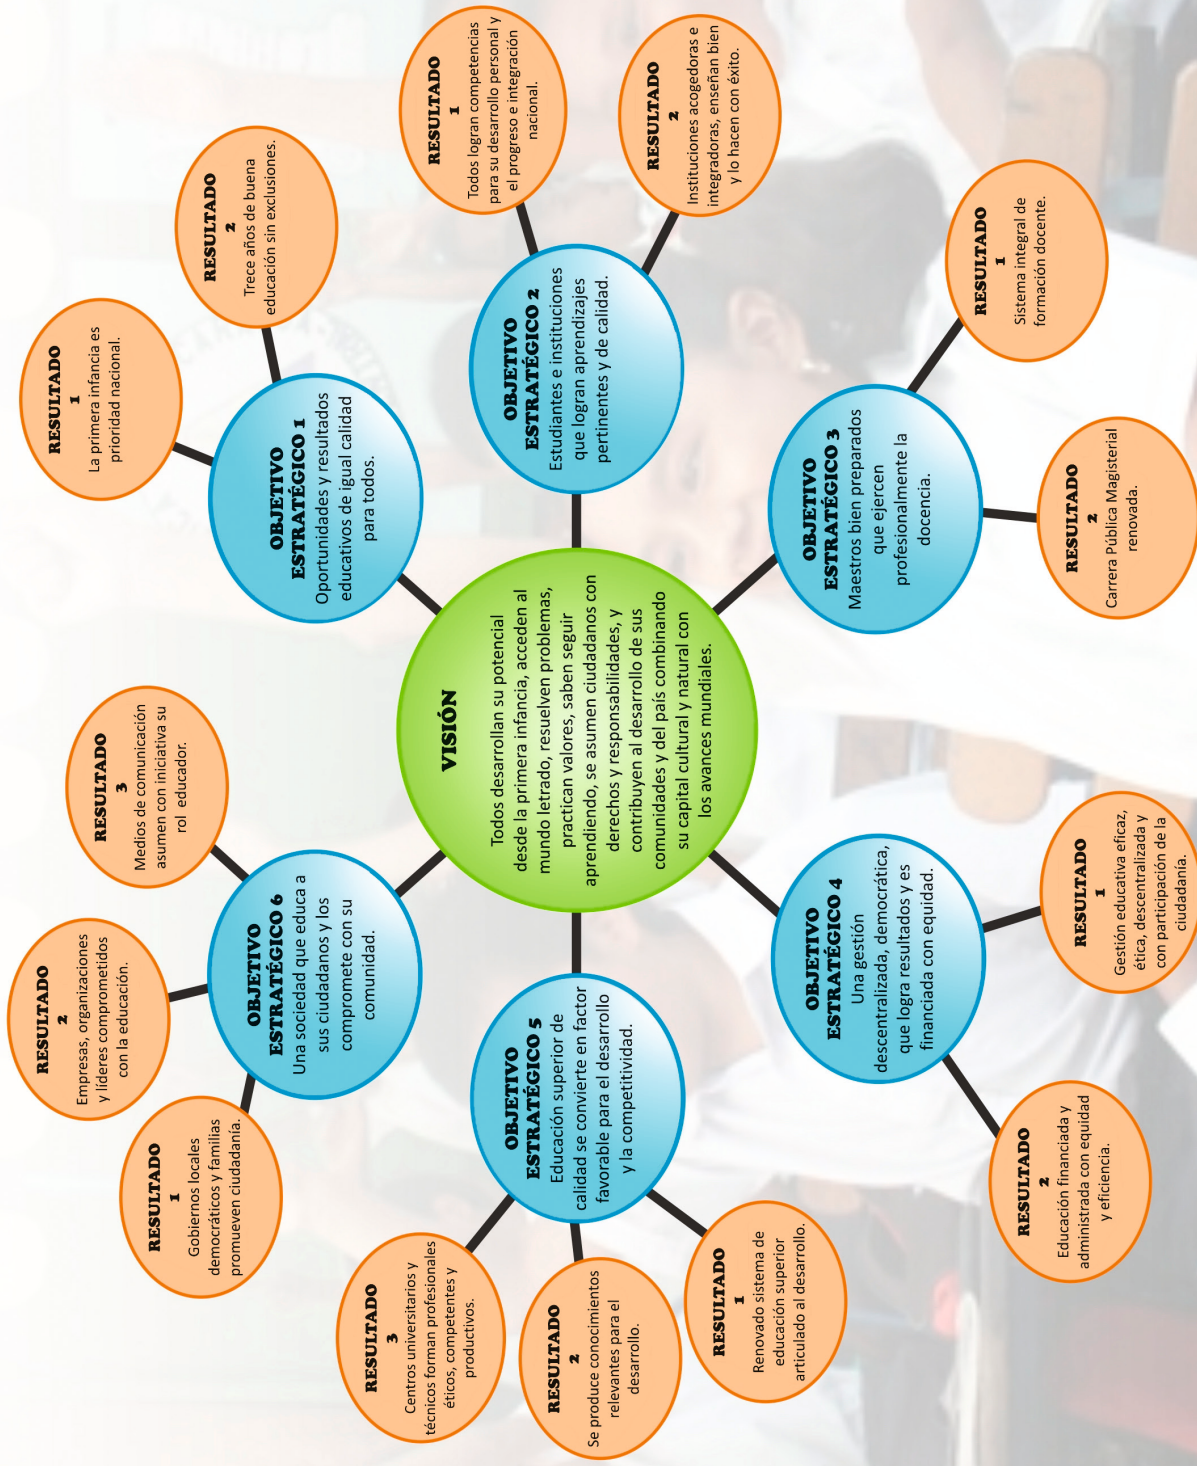 VISIÓN
Todos desarrollan su potencial
desde la primera infancia, acceden al
mundo letrado, resuelven problemas,
practican valores, saben seguir
aprendiendo, se asumen ciudadanos con
derechos y responsabilidades, y
contribuyen al desarrollo de sus
comunidades y del país combinando
su capital cultural y natural con
los avances mundiales.
OBJETIVO
ESTRATÉGICO 1
Oportunidades y resultados
educativos de igual calidad
para todos.
RESULTADO
1
La primera infancia es
prioridad nacional.
RESULTADO
2
Trece años de buena
educación sin exclusiones.
OBJETIVO
ESTRATÉGICO 2
Estudiantes e instituciones
que logran aprendizajes
pertinentes y de calidad.
RESULTADO
1
Todos logran competencias
para su desarrollo personal y
el progreso e integración
nacional.
RESULTADO
2
Instituciones acogedoras e
integradoras, enseñan bien
y lo hacen con éxito.
OBJETIVO
ESTRATÉGICO 3
Maestros bien preparados
que ejercen
profesionalmente la
docencia.
RESULTADO
1
Sistema integral de
formación docente.
RESULTADO
2
Carrera Pública Magisterial
renovada.
OBJETIVO
ESTRATÉGICO 4
Una gestión
descentralizada, democrática,
que logra resultados y es
financiada con equidad.
RESULTADO
1
Gestión educativa eficaz,
ética, descentralizada y
con participación de la
ciudadanía.
RESULTADO
2
Educación financiada y
administrada con equidad
y eficiencia.
OBJETIVO
ESTRATÉGICO 5
Educación superior de
calidad se convierte en factor
favorable para el desarrollo
y la competitividad.
RESULTADO
1
Renovado sistema de
educación superior
articulado al desarrollo.
RESULTADO
2
Se produce conocimientos
relevantes para el
desarrollo.
RESULTADO
3
Centros universitarios y
técnicos forman profesionales
éticos, competentes y
productivos.
OBJETIVO
ESTRATÉGICO 6
Una sociedad que educa a
sus ciudadanos y los
compromete con su
comunidad.
RESULTADO
1
Gobiernos locales
democráticos y familias
promueven ciudadanía.
RESULTADO
2
Empresas, organizaciones
y líderes comprometidos
con la educación.
RESULTADO
3
Medios de comunicación
asumen con iniciativa su
rol educador.